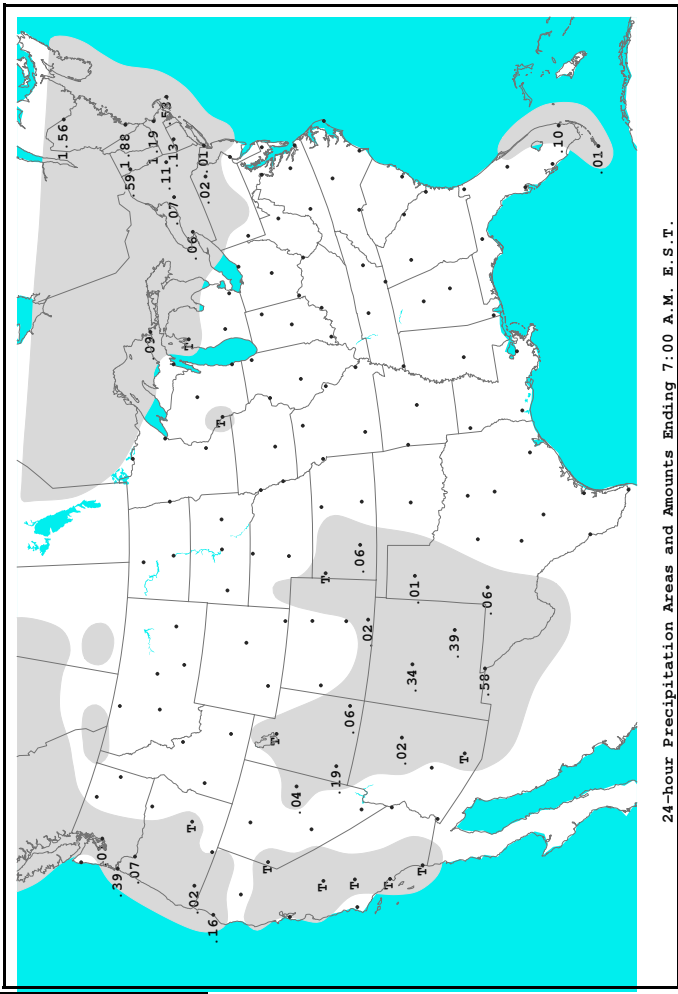 1.56
.39
1.88
.59
.07
.09
1.19
.53
.11
.13
.07
T
T
.06
.02
.01
.02
.16
T
T
T
.04
T
T
.19
.06
T
.06
.02
T
.02
.34
.01
T
.39
T
.58
.06
.10
.01
24-hour Precipitation Areas and Amounts Ending 7:00 A.M. E.S.T.